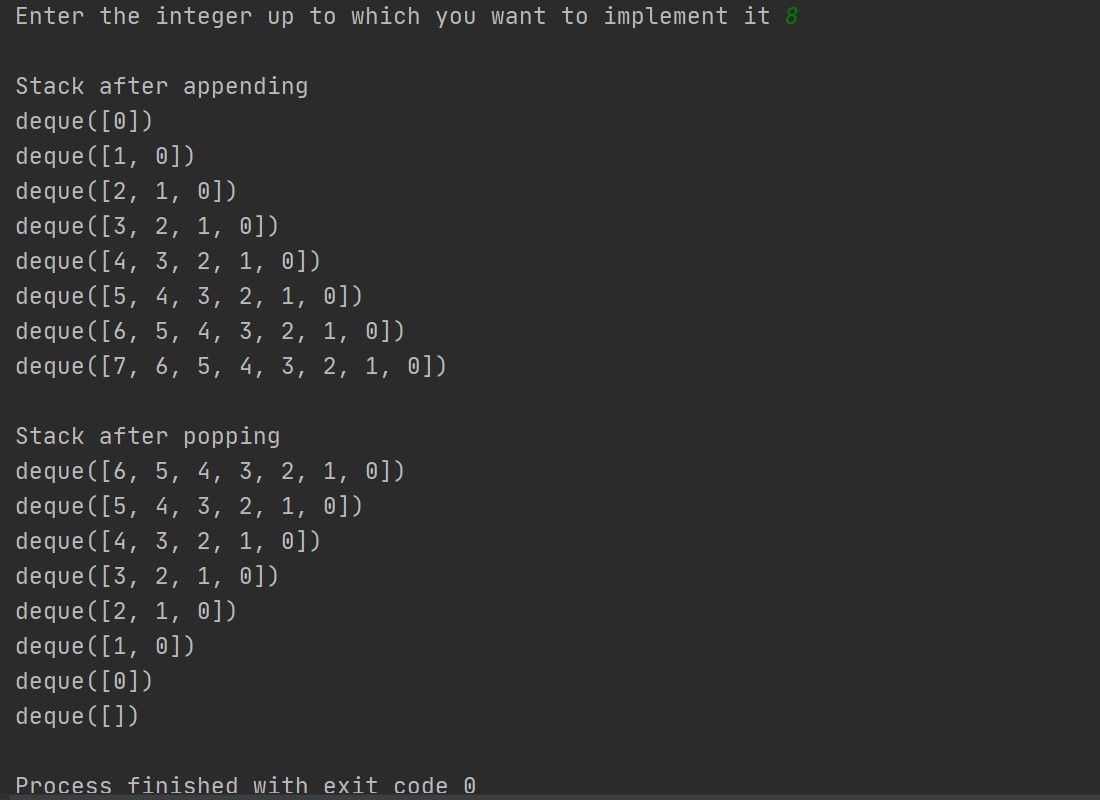 Enter the integer up to which you want to implement it 8
Stack after appending
deque([0])
deque([1, 0])
deque([2, 1, 0])
deque([3, 2, 1, 0])
deque([4, 3, 2, 1, 0])
deque([5, 4, 3, 2, 1, 0])
deque([6, 5, 4, 3, 2, 1, 0])
deque([7, 6, 5, 4, 3, 2, 1, 0])
Stack after popping
deque([6, 5, 4, 3, 2, 1, 0])
deque([5, 4, 3, 2, 1, 0])
deque([4, 3, 2, 1, 0])
deque([3, 2, 1, 0])
deque([2, 1, 0])
deque([1, 0])
deque([0])
deque([])
Process finished with exit code 0